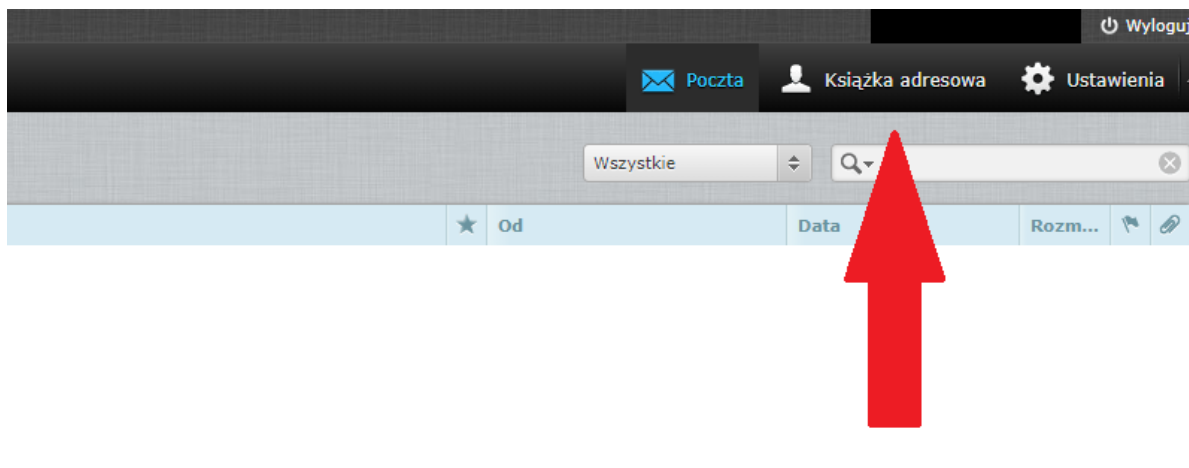 Wyloguj
Poczta Książka adresowa Ustawienia
Wszystkie
Od Data Rozm...